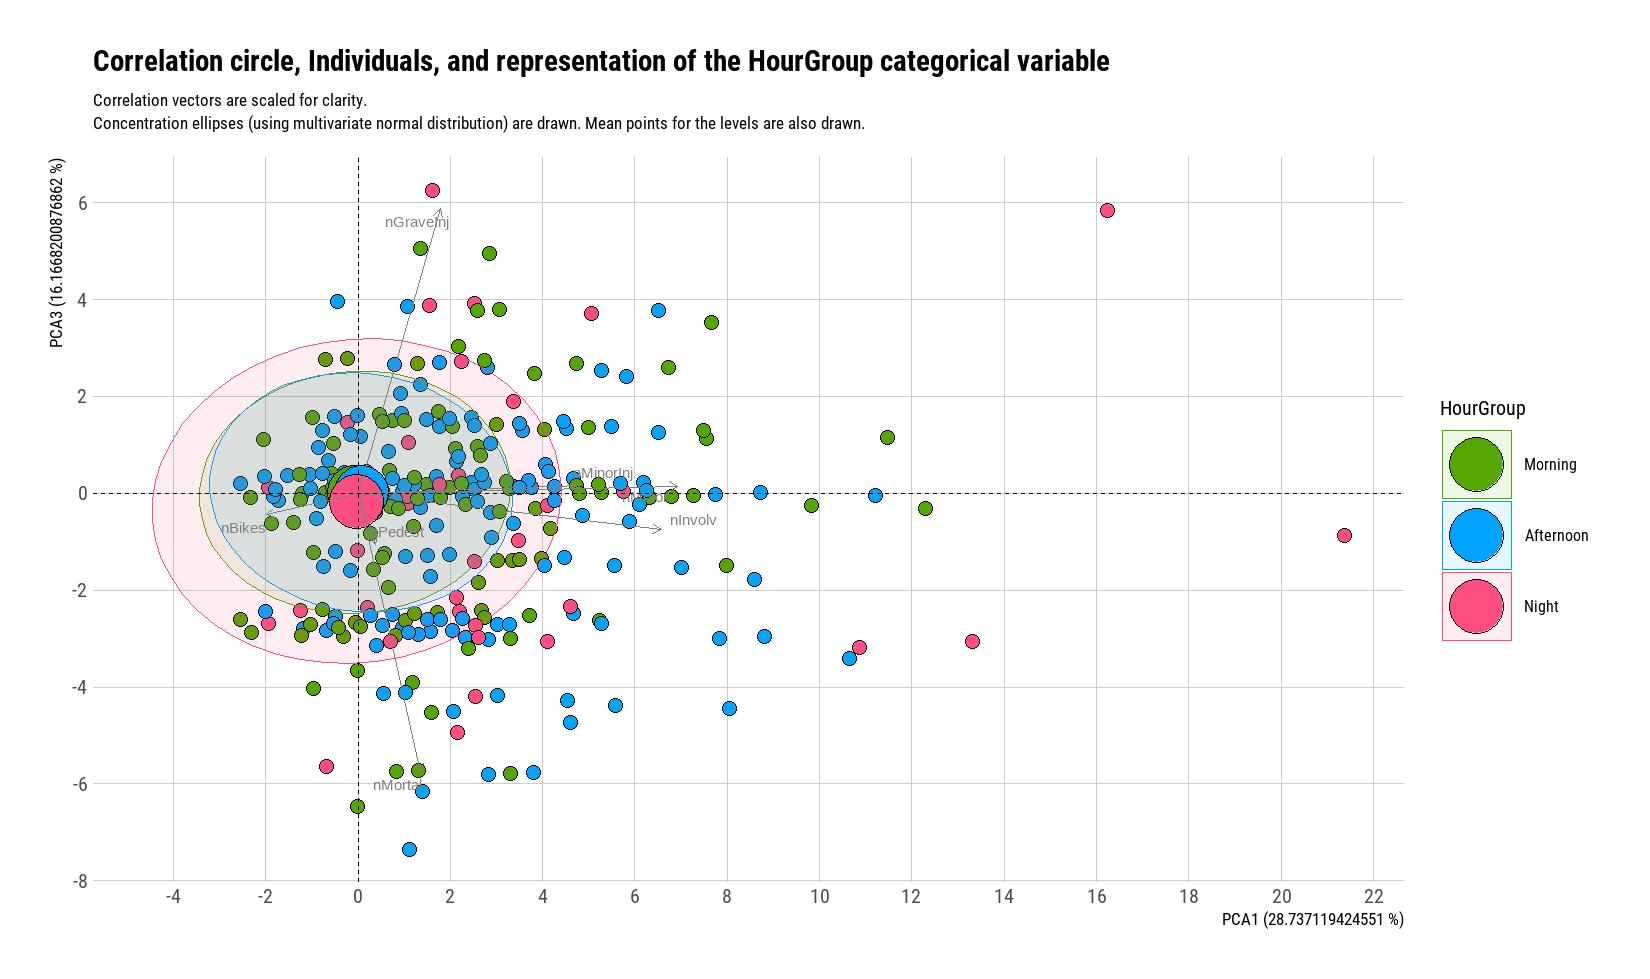 Correlation circle, Individuals, and representation of the HourGroup categorical variable
Correlation vectors are scaled for clarity.
Concentration ellipses (using multivariate normal distribution) are drawn. Mean points for the levels are also drawn.
PCA3 (16.1668200876862 %)
6
4
2
0
-2
-4
-6
-8
nGraveInj
nMinorInj
nInvolv
nBikes
nPedest
nMortal
-4
-2
0
2
4
6
8
10
12
14
16
18
20
22
PCA1 (28.737119424551 %)
HourGroup
Morning
Afternoon
Night